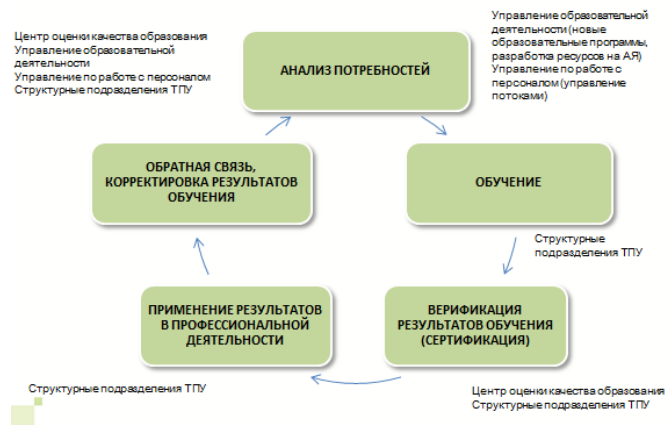 Центр оценки качества образования
Управление образовательной
деятельности
Управление по работе с персоналом
Структурные подразделения ТПУ
АНАЛИЗ ПОТРЕБНОСТЕЙ
Управление образовательной
деятельности (новые
образовательные программы,
разработка ресурсов на АЯ)
Управление по работе с
персоналом (управление
потоками)
ОБРАТНАЯ СВЯЗЬ,
КОРРЕКТИРОВКА РЕЗУЛЬТАТОВ
ОБУЧЕНИЯ
ОБУЧЕНИЕ
Структурные
подразделения ТПУ
ПРИМЕНЕНИЕ РЕЗУЛЬТАТОВ
В ПРОФЕССИОНАЛЬНОЙ
ДЕЯТЕЛЬНОСТИ
ВЕРИФИКАЦИЯ
РЕЗУЛЬТАТОВ ОБУЧЕНИЯ
(СЕРТИФИКАЦИЯ)
Структурные подразделения ТПУ
Центр оценки качества образования
Структурные подразделения ТПУ